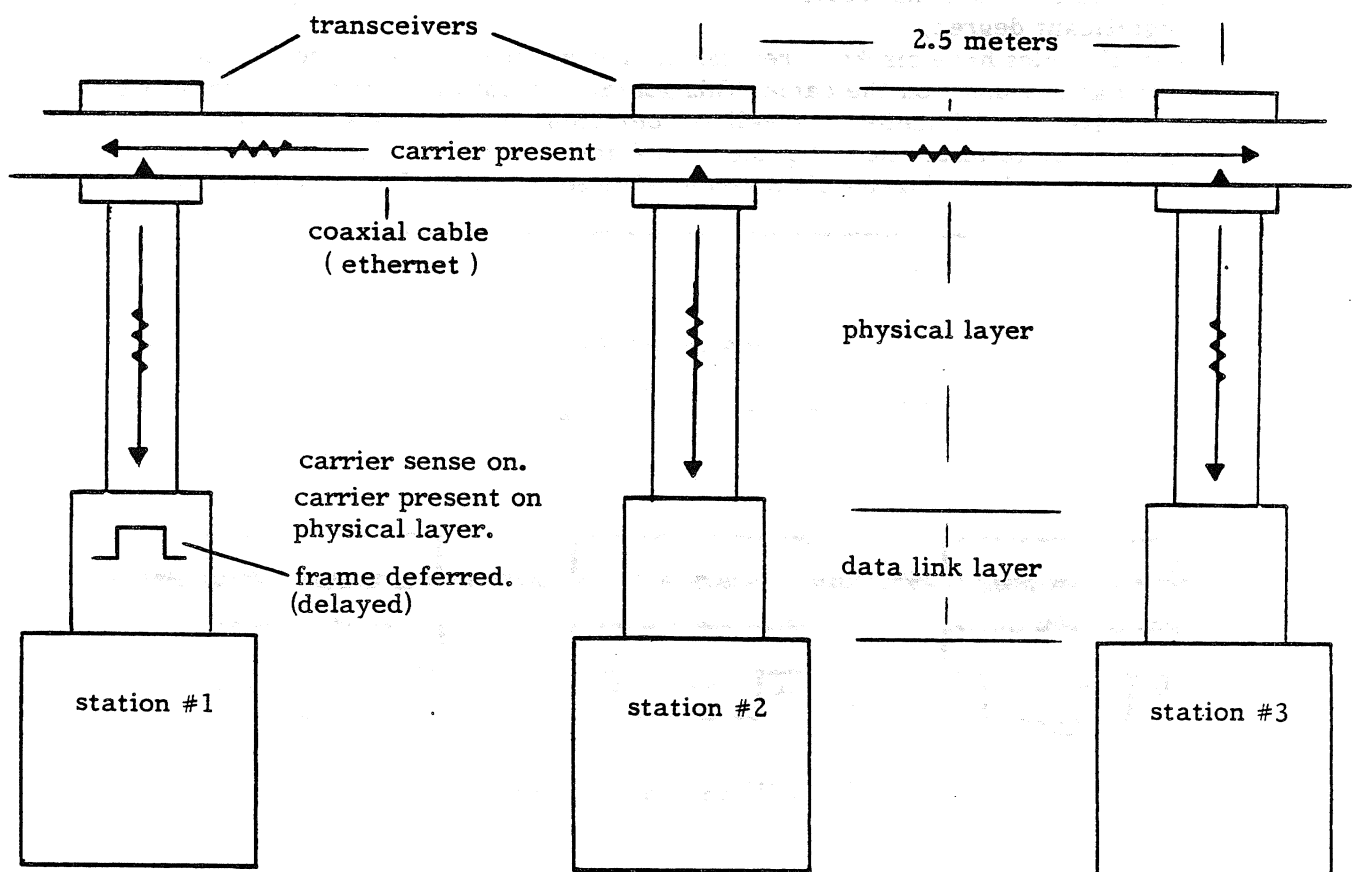 transceivers
2.5 meters
carrier present
coaxial cable
( ethernet )
physical layer
carrier sense on.
carrier present on
physical layer.
frame deferred.
(delayed)
data link layer
station #1
station #2
station #3